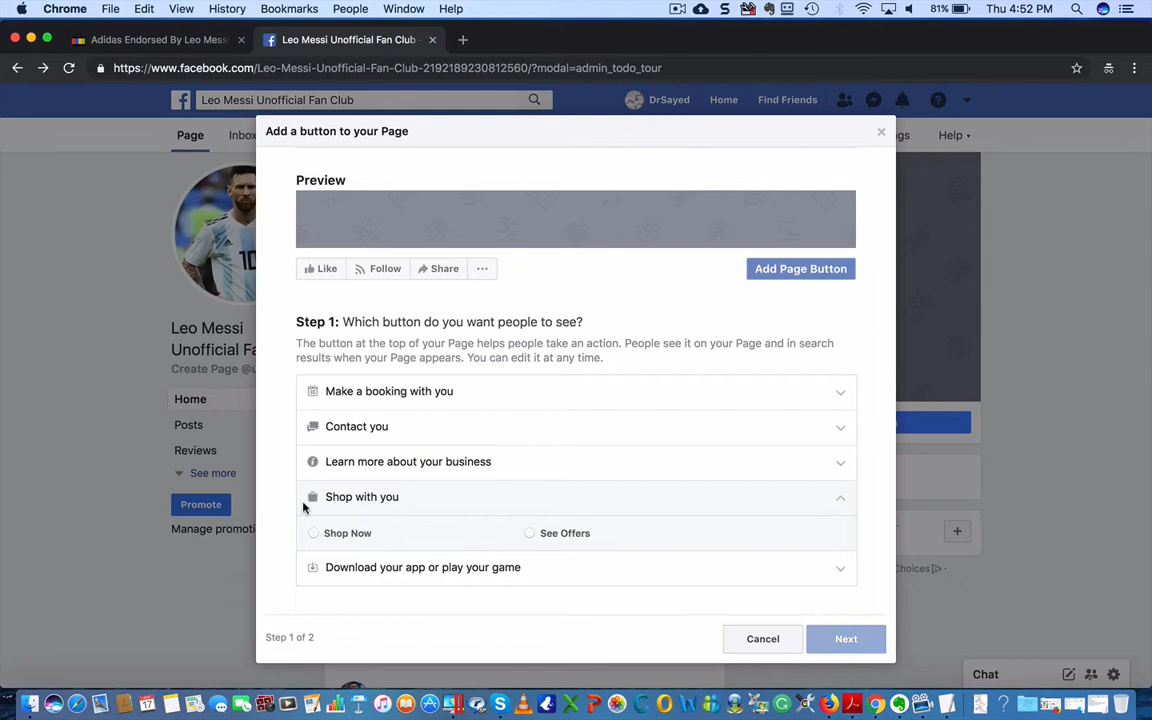 Chrome File Edit View History Bookmarks People Window Help 81% Thu 4:52 PM
Adidas Endorsed By Leo Mess
Leo Messi Unofficial Fan Club
https://www.facebook.com/Leo-Messi-Unofficial-Fan-Club-2192189230812560/?modal=admin_todo_tour
Leo Messi Unofficial Fan Club DrSayed Home Find Friends
Page Inbo ngs Help
Add a button to your Page
Preview
Like Follow Share Add Page Button
Step 1: Which button do you want people to see?
The button at the top of your Page helps people take an action. People see it on your Page and in search
results when your Page appears. You can edit it at any time.
Make a booking with you
Contact you
Learn more about your business
Shop with you
Shop Now See Offers
Download your app or play your game
Step 1 of 2 Cancel Next
10
Leo Messi
Unofficial Fa
Create Page @u
Home
Posts
Reviews
See more
Promote
Manage promoti
Choices
Chat